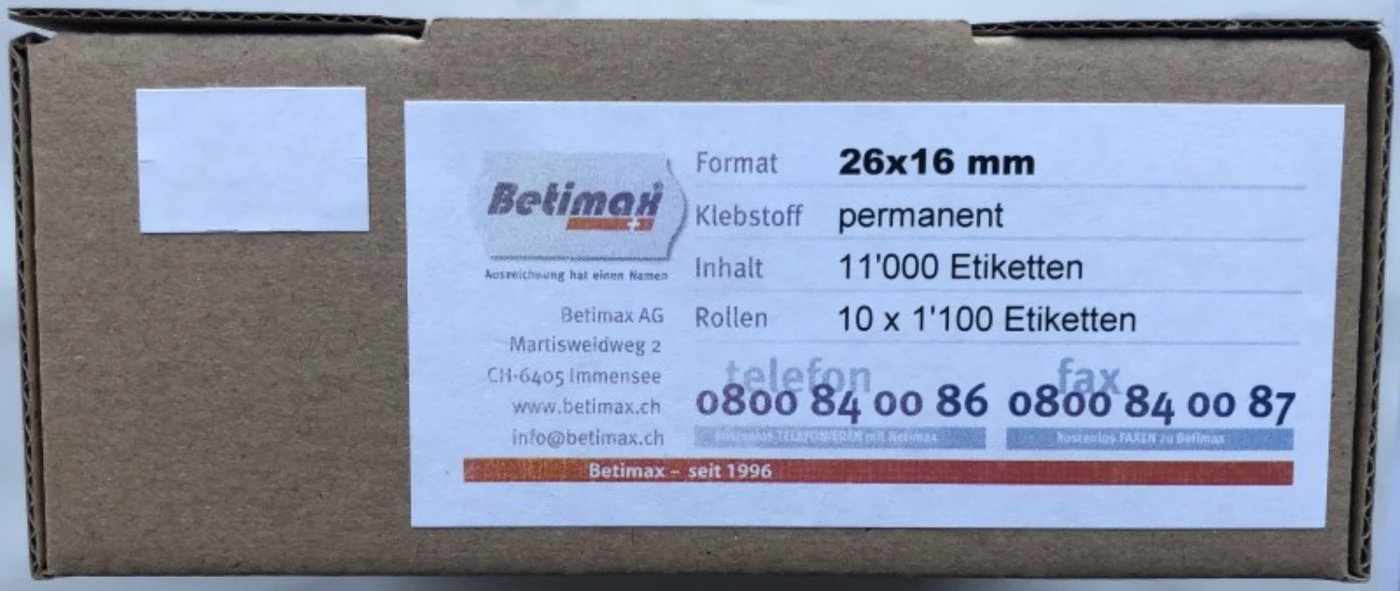 Betimax
Auszeichnung hat einen Namen
Betimax AG
Martisweidweg 2
CH-6405 Immensee
www.betimax.ch
info@betimax.ch
Format 26x16 mm
Klebstoff permanent
Inhalt 11'000 Etiketten
Rollen 10 x 1'100 Etiketten
telefon fax
0800 84 00 86 0800 84 00 87
kostenlos TELEFONIEREN mit Betimax kostenlos FAXEN zu Betimax
Betimax – seit 1996